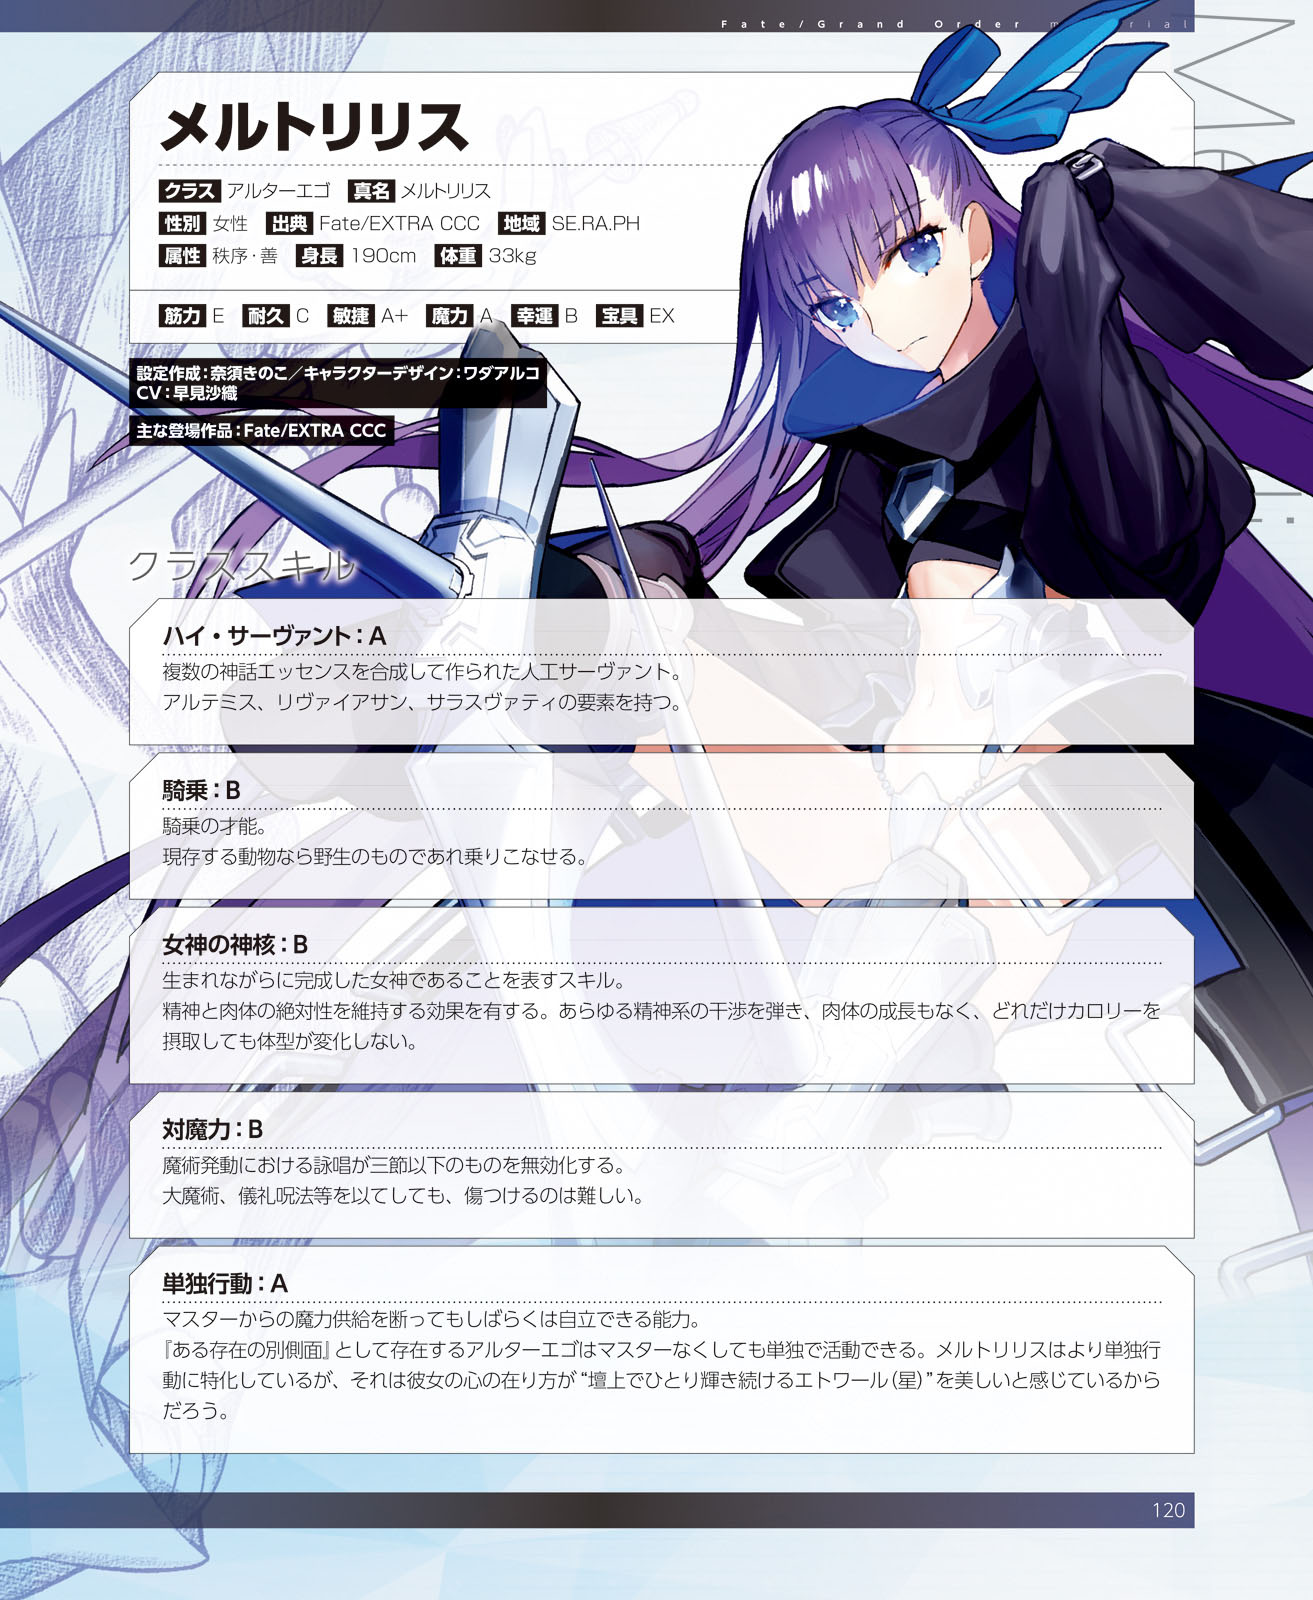 Fate/Grand Order material
メルトリリス
クラス アルターエゴ 真名 メルトリリス
性別 女性 出典 Fate/EXTRA CCC 地域 SE.RA.PH
属性 秩序・善 身長 190cm 体重 33kg
筋力 E 耐久 C 敏捷 A+ 魔力 A 幸運 B 宝具 EX
設定作成：奈須きのこ／キャラクターデザイン：ワダアルコ
CV：早見沙織
主な登場作品：Fate/EXTRA CCC
クラススキル
ハイ・サーヴァント：A
複数の神話エッセンスを合成して作られた人工サーヴァント。
アルテミス、リヴァイアサン、サラスヴァティの要素を持つ。
騎乗：B
騎乗の才能。
現存する動物なら野生のものであれ乗りこなせる。
女神の神核：B
生まれながらに完成した女神であることを表すスキル。
精神と肉体の絶対性を維持する効果を有する。あらゆる精神系の干渉を弾き、肉体の成長もなく、どれだけカロリーを
摂取しても体型が変化しない。
対魔力：B
魔術発動における詠唱が三節以下のものを無効化する。
大魔術、儀礼呪法等を以てしても、傷つけるのは難しい。
単独行動：A
マスターからの魔力供給を断ってもしばらくは自立できる能力。
『ある存在の別側面』として存在するアルターエゴはマスターなくしても単独で活動できる。メルトリリスはより単独行
動に特化しているが、それは彼女の心の在り方が“壇上でひとり輝き続けるエトワール（星）”を美しいと感じているから
だろう。
120